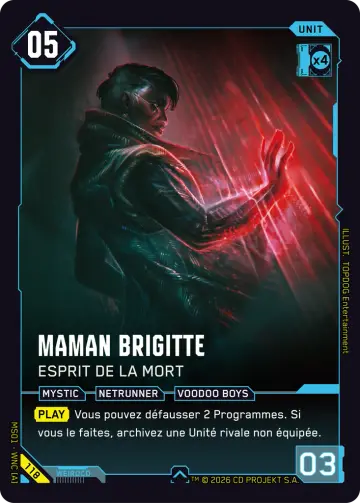 05
UNIT
x4
ILLUST. TOPDOG Entertainment
MAMAN BRIGITTE
ESPRIT DE LA MORT
MYSTIC NETRUNNER VOODOO BOYS
PLAY Vous pouvez défausser 2 Programmes. Si
vous le faites, archivez une Unité rivale non équipée.
118
™ © 2026 CD PROJEKT S.A.
03